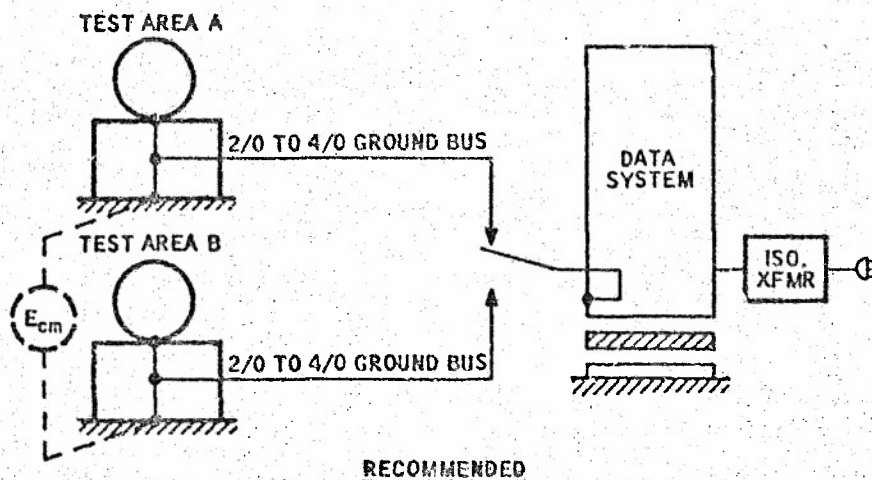 TEST AREA A
2/0 TO 4/0 GROUND BUS
DATA
SYSTEM
TEST AREA B
ISO.
XFMR
Ecm
2/0 TO 4/0 GROUND BUS
RECOMMENDED